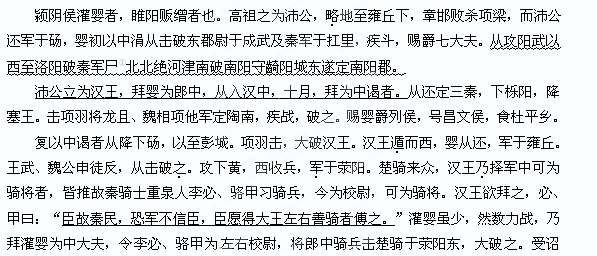 颍阴侯灌婴者，睢阳贩缯者也。高祖之为沛公，略地至雍丘下，章邯败杀项梁，而沛公
还军于砀，婴初以中涓从击破东郡尉于成武及秦军于扛里，疾斗，赐爵七大夫。从攻阳武以
西至洛阳破秦军尸 北北绝河津南破南阳守齮阳城东遂定南阳郡。
沛公立为汉王，拜婴为郎中，从入汉中，十月，拜为中谒者。从还定三秦，下栎阳，降
塞王。击项羽将龙且、魏相项他军定陶南，疾战，破之。赐婴爵列侯，号昌文侯，食杜平乡。
复以中谒者从降下砀，以至彭城。项羽击，大破汉王。汉王遁而西，婴从还，军于雍丘。
王武、魏公申徒反，从击破之。攻下黄，西收兵，军于荥阳。楚骑来众，汉王乃择军中可为
骑将者，皆推故秦骑士重泉人李必、骆甲习骑兵，今为校尉，可为骑将。汉王欲拜之，必、
甲曰：“臣故秦民，恐军不信臣，臣愿得大王左右善骑者傅之。”灌婴虽少，然数力战，乃
拜灌婴为中大夫，令李必、骆甲为左右校尉，将郎中骑兵击楚骑于荥阳东，大破之。受诏